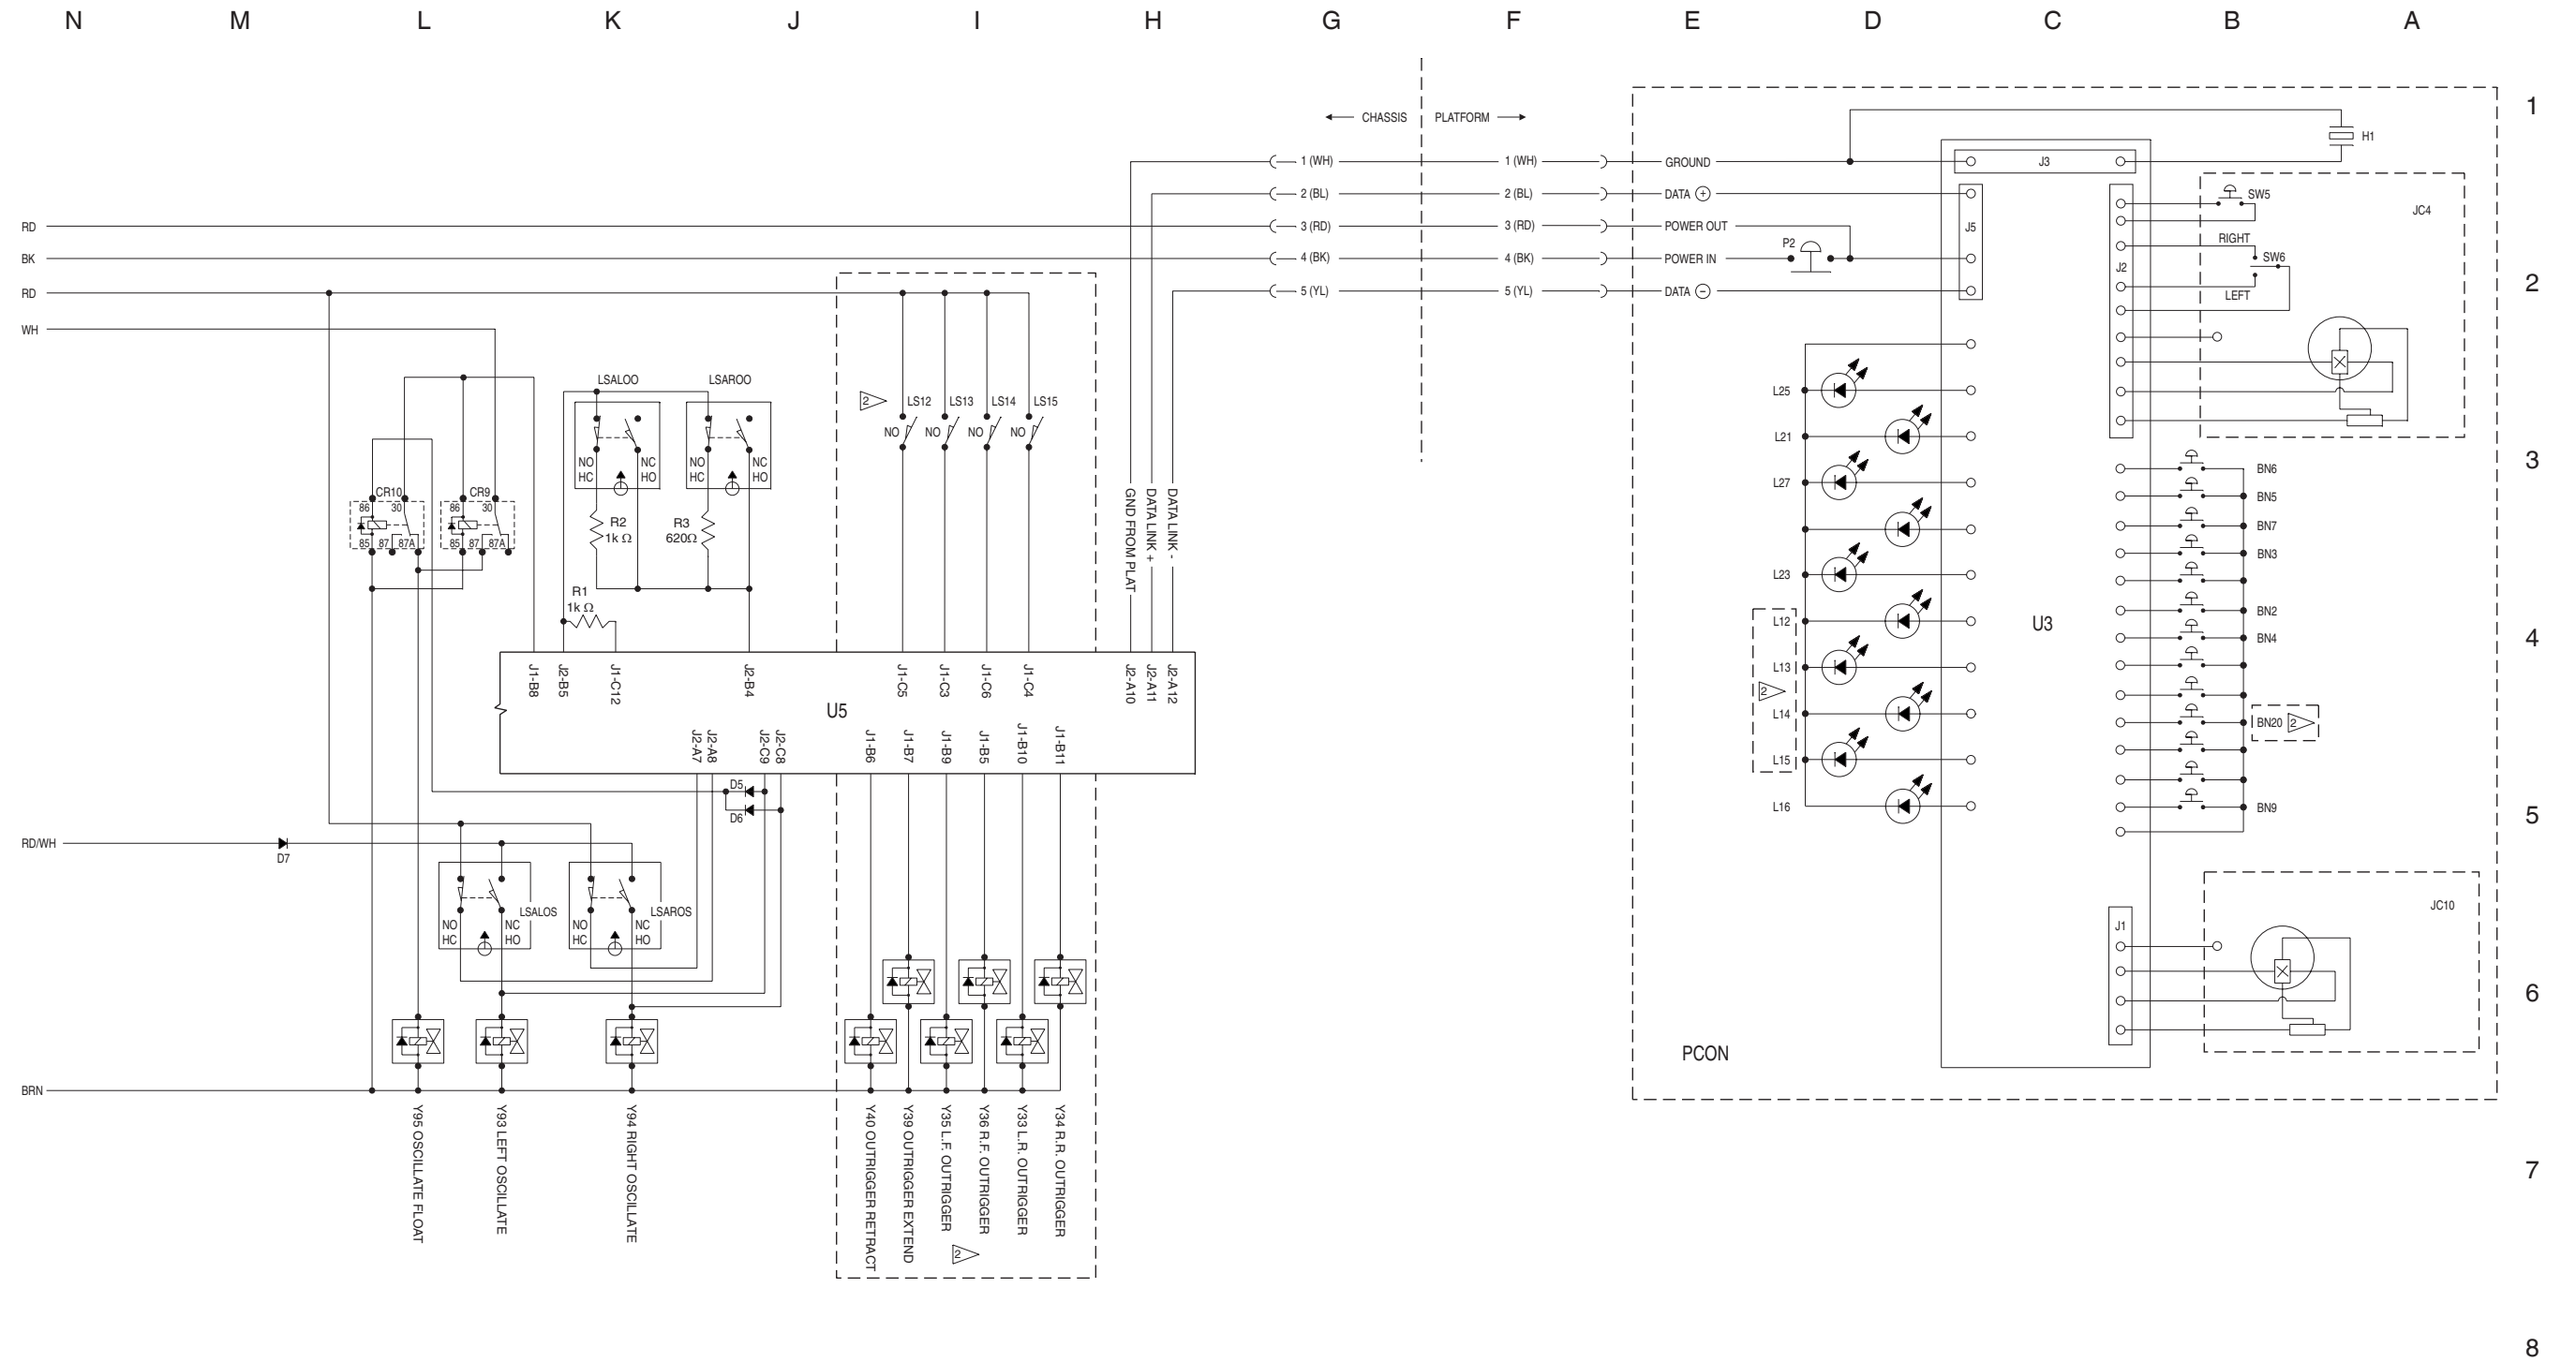 N M L K J I H G F E D C B A
1
2
3
4
5
6
7
8
CHASSIS PLATFORM
1 (WH) 1 (WH) GROUND
2 (BL) 2 (BL) DATA +
3 (RD) 3 (RD) POWER OUT
4 (BK) 4 (BK) POWER IN
5 (YL) 5 (YL) DATA −
P2
J3
J5
J2
H1
SW5
JC4
RIGHT
SW6
LEFT
RD
BK
RD
WH
LSALOO LSAROO
NO NC
HC HO
NO NC
HC HO
R2
1k Ω
R3
620Ω
R1
1k Ω
CR10 CR9
86 30
85 87 87A
86 30
85 87 87A
2
LS12 LS13 LS14 LS15
NO NO NO NO
GND FROM PLAT
DATA LINK +
DATA LINK -
J1-B8
J2-B5
J1-C12
J2-B4
J1-C5
J1-C3
J1-C6
J1-C4
J2-A10
J2-A11
J2-A12
U5
J2-A7
J2-A8
J2-C9
J2-C8
J1-B6
J1-B7
J1-B9
J1-B5
J1-B10
J1-B11
D5
D6
RD/WH
D7
LSALOS
NO NC
HC HO
LSAROS
NO NC
HC HO
BRN
Y95 OSCILLATE FLOAT
Y93 LEFT OSCILLATE
Y94 RIGHT OSCILLATE
Y40 OUTRIGGER RETRACT
Y39 OUTRIGGER EXTEND
Y35 L.F. OUTRIGGER
Y36 R.F. OUTRIGGER
Y33 L.R. OUTRIGGER
Y34 R.R. OUTRIGGER
2
L25
L21
L27
L23
L12
L13
2
L14
L15
L16
U3
BN6
BN5
BN7
BN3
BN2
BN4
BN20 2
BN9
J1
JC10
PCON